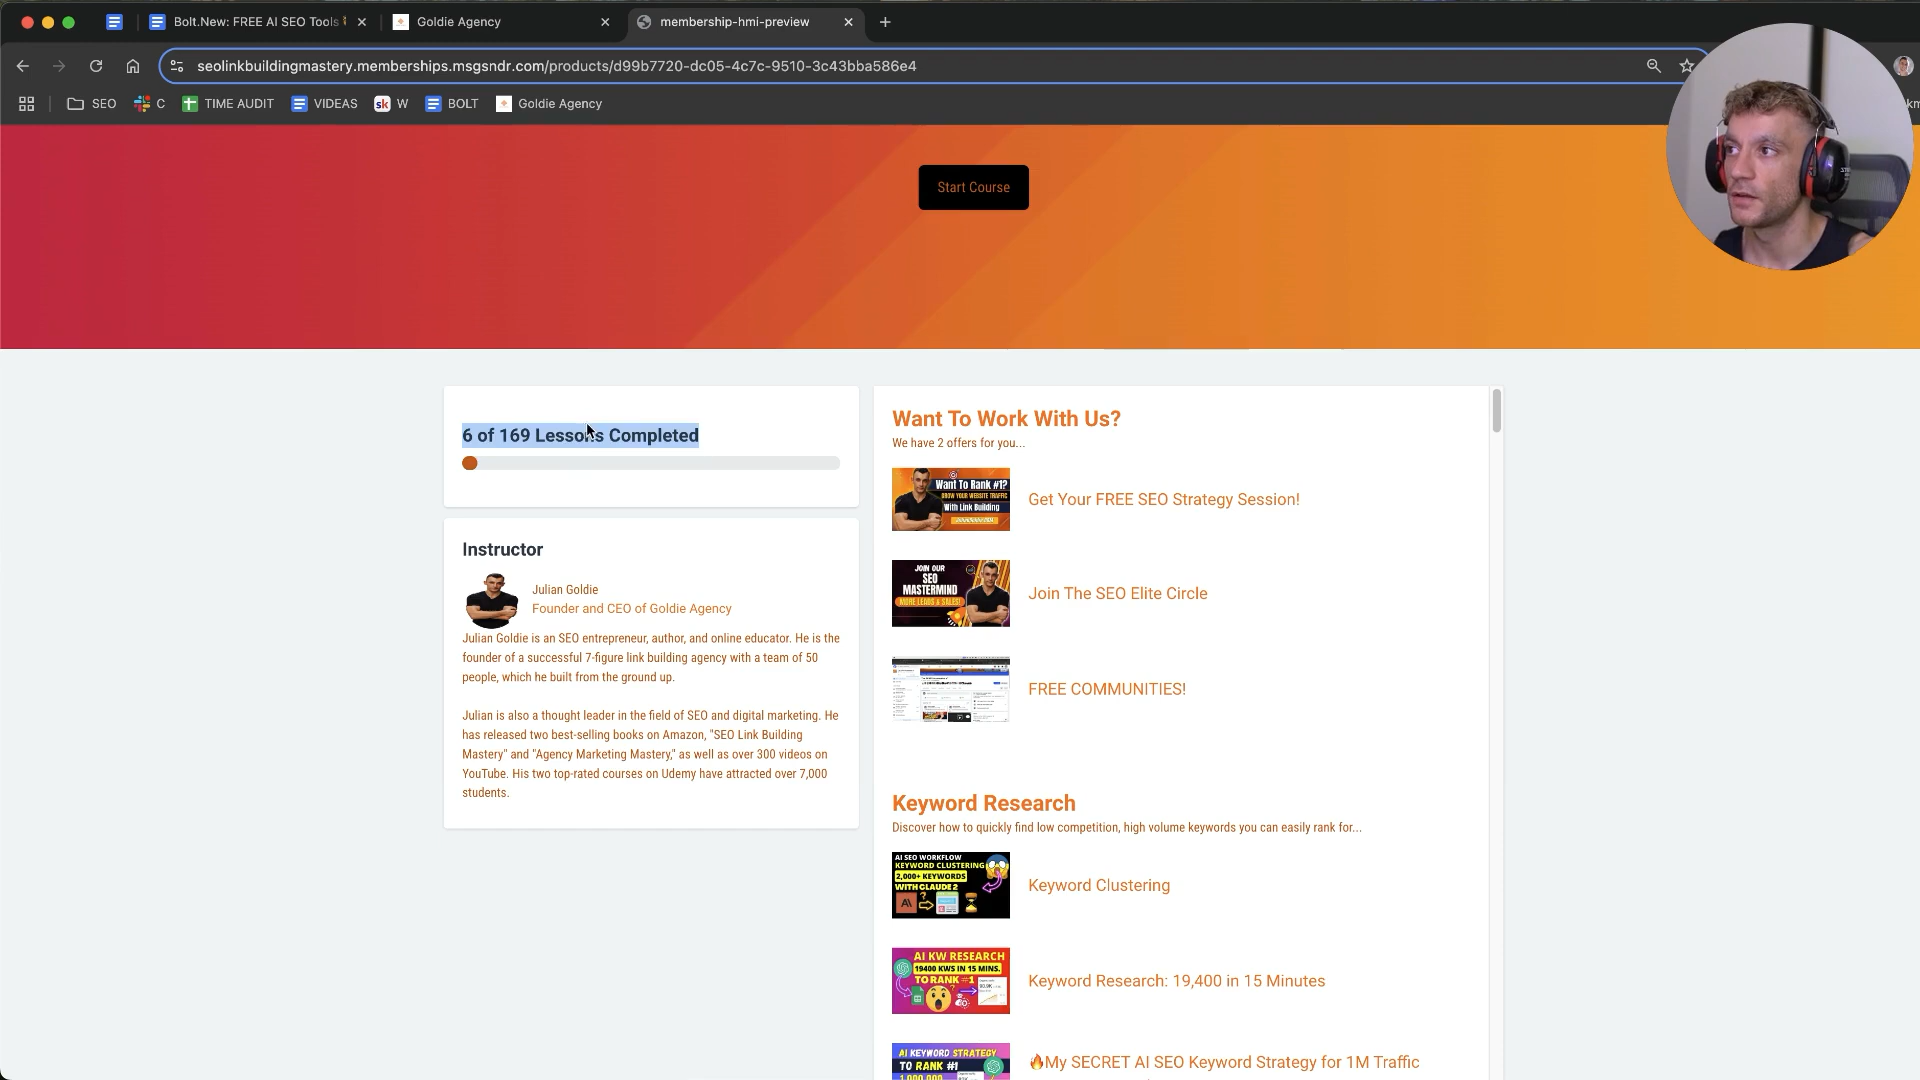 Bolt.New: FREE AI SEO Tools
Goldie Agency
membership-hmi-preview
seolinkbuildingmastery.memberships.msgsndr.com/products/d99b7720-dc05-4c7c-9510-3c43bba586e4
SEO
C
TIME AUDIT
VIDEAS
sk W
BOLT
Goldie Agency
Start Course
6 of 169 Lessons Completed
Instructor
Julian Goldie
Founder and CEO of Goldie Agency
Julian Goldie is an SEO entrepreneur, author, and online educator. He is the
founder of a successful 7-figure link building agency with a team of 50
people, which he built from the ground up.
Julian is also a thought leader in the field of SEO and digital marketing. He
has released two best-selling books on Amazon, "SEO Link Building
Mastery" and "Agency Marketing Mastery," as well as over 300 videos on
YouTube. His two top-rated courses on Udemy have attracted over 7,000
students.
Want To Work With Us?
We have 2 offers for you...
Want To Rank #1?
GROW YOUR WEBSITE TRAFFIC
With Link Building
Get Your FREE SEO Strategy Session!
JOIN OUR
SEO
MASTERMIND
MORE LEADS & SALES!
Join The SEO Elite Circle
FREE COMMUNITIES!
Keyword Research
Discover how to quickly find low competition, high volume keywords you can easily rank for...
AI SEO WORKFLOW
KEYWORD CLUSTERING
2,000+ KEYWORDS
WITH CLAUDE 2
Keyword Clustering
AI KW RESEARCH
19400 KWS IN 15 MINS.
TO RANK #1
Keyword Research: 19,400 in 15 Minutes
AI KEYWORD STRATEGY
TO RANK #1
🔥My SECRET AI SEO Keyword Strategy for 1M Traffic